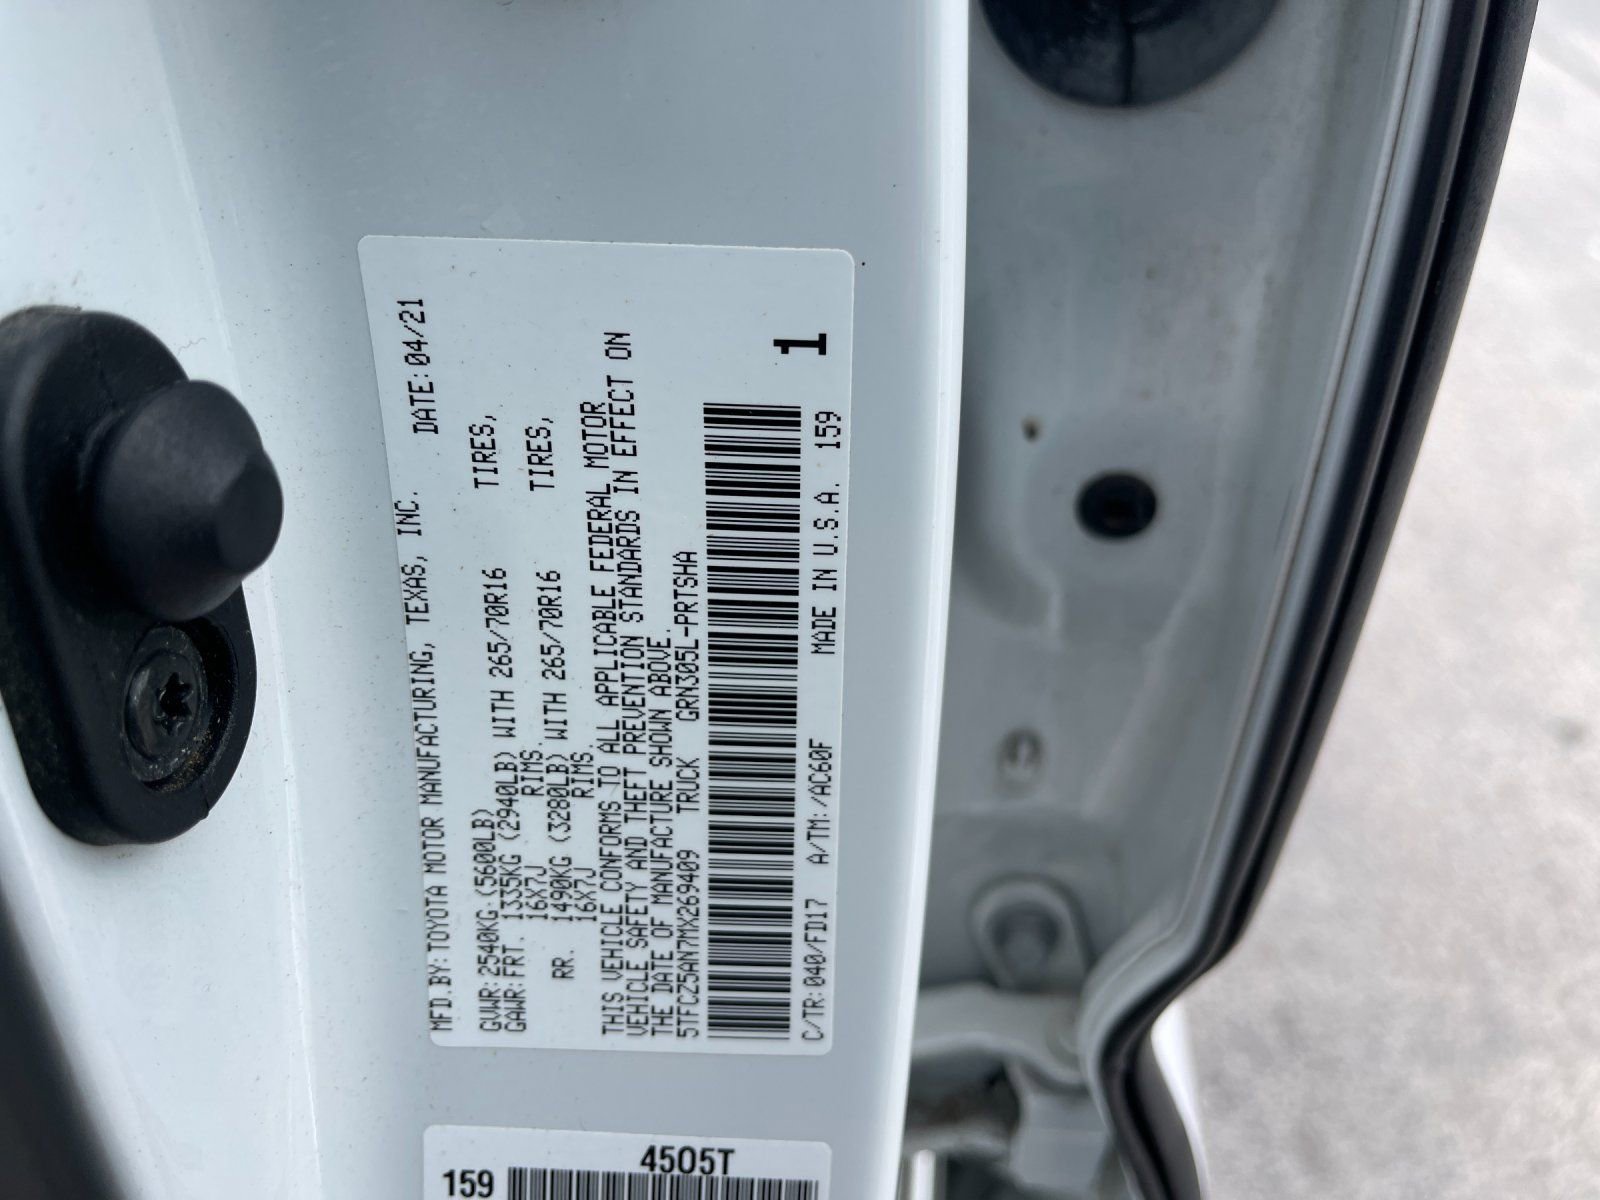 MFD.BY:TOYOTA MOTOR MANUFACTURING, TEXAS, INC. DATE:04/21
GVWR:2540KG (5600LB)
GAWR:FRT. 1335KG (2940LB) WITH 265/70R16 TIRES,
16X7J RIMS.
RR. 1490KG (3280LB) WITH 265/70R16 TIRES,
16X7J RIMS.
THIS VEHICLE CONFORMS TO ALL APPLICABLE FEDERAL MOTOR
VEHICLE SAFETY AND THEFT PREVENTION STANDARDS IN EFFECT ON
THE DATE OF MANUFACTURE SHOWN ABOVE.
5TFCZ5AN7MX269409 TRUCK GRN305L-PRTSHA
1
C/TR:040/FD17 A/TM:/AC60F MADE IN U.S.A. 159
4505T
159